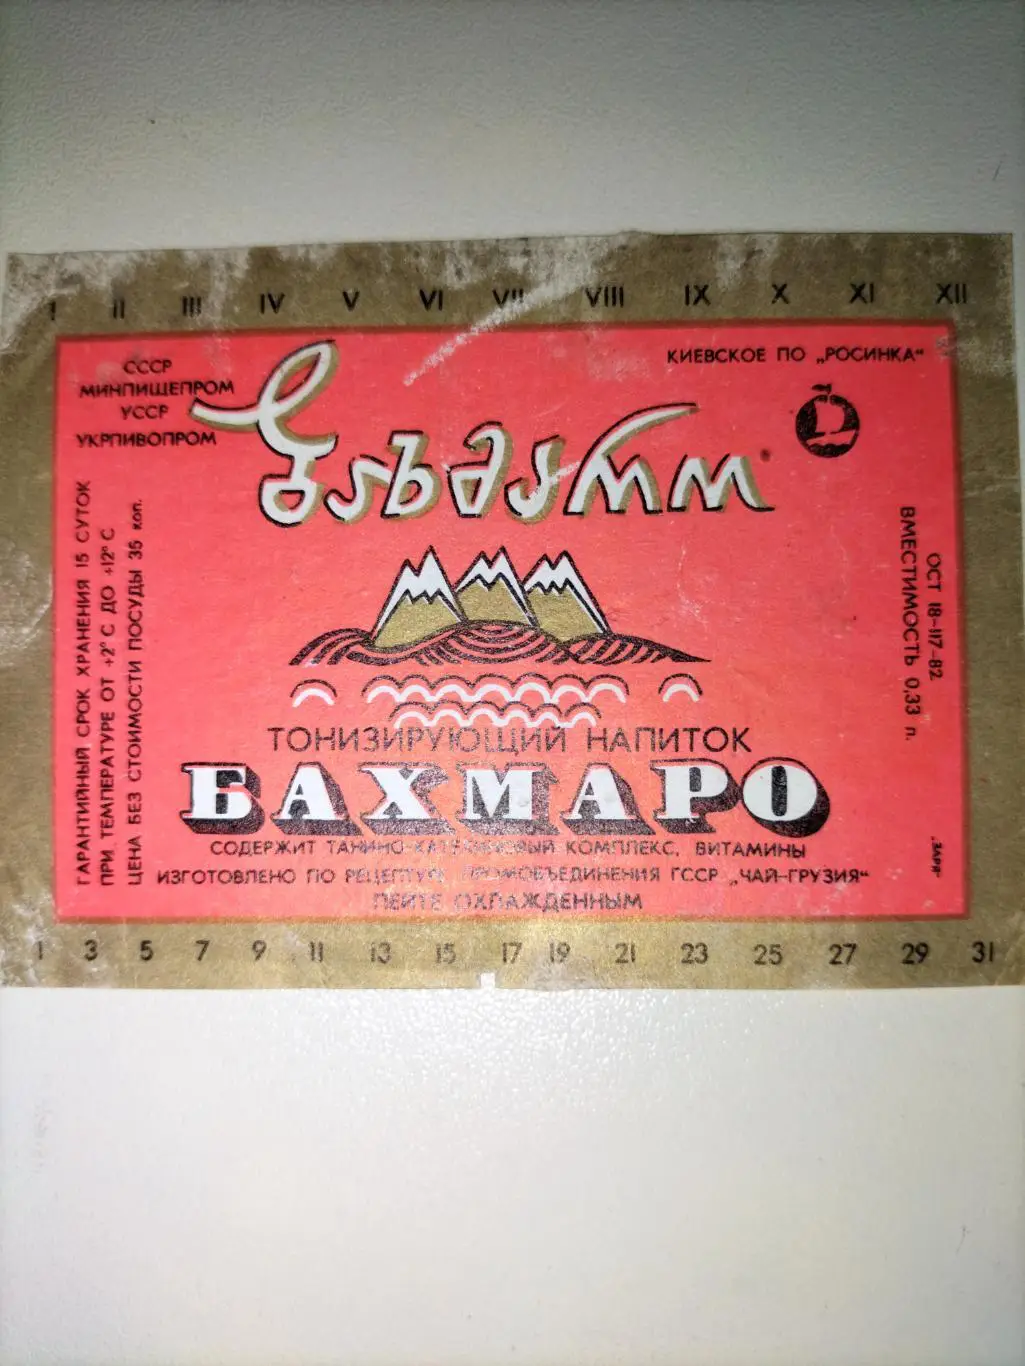 I II III IV V VI VII VIII IX X XI XII
СССР
МИНПИЩЕПРОМ
УССР
УКРПИВОПРОМ
КИЕВСКОЕ ПО „РОСИНКА“
ბახმარო
ГАРАНТИЙНЫЙ СРОК ХРАНЕНИЯ 15 СУТОК
ПРИ ТЕМПЕРАТУРЕ ОТ +2° С ДО +12° С
ЦЕНА БЕЗ СТОИМОСТИ ПОСУДЫ 35 коп.
ОСТ 18-117-82
ВМЕСТИМОСТЬ 0,33 л.
ТОНИЗИРУЮЩИЙ НАПИТОК
БАХМАРО
СОДЕРЖИТ ТАНИНО-КАТЕХИНОВЫЙ КОМПЛЕКС, ВИТАМИНЫ
ИЗГОТОВЛЕНО ПО РЕЦЕПТУРЕ ПРОМОБЪЕДИНЕНИЯ ГССР „ЧАЙ-ГРУЗИЯ“
ПЕЙТЕ ОХЛАЖДЕННЫМ
„ЗАРЯ“
1 3 5 7 9 11 13 15 17 19 21 23 25 27 29 31